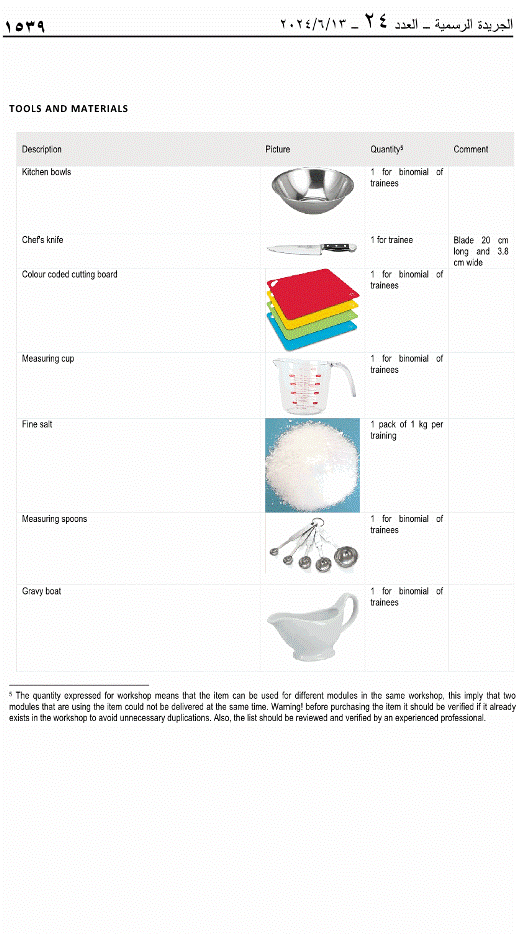 ١٥٣٩ الجريدة الرسمية ــ العدد ٢٤ ــ ٢٠٢٤/٦/١٣
TOOLS AND MATERIALS
Description Picture Quantity⁵ Comment
Kitchen bowls 1 for binomial of
trainees
Chef's knife 1 for trainee Blade 20 cm
long and 3.8
cm wide
Colour coded cutting board 1 for binomial of
trainees
Measuring cup 1 for binomial of
trainees
Fine salt 1 pack of 1 kg per
training
Measuring spoons 1 for binomial of
trainees
Gravy boat 1 for binomial of
trainees
⁵ The quantity expressed for workshop means that the item can be used for different modules in the same workshop, this imply that two
modules that are using the item could not be delivered at the same time. Warning! before purchasing the item it should be verified if it already
exists in the workshop to avoid unnecessary duplications. Also, the list should be reviewed and verified by an experienced professional.